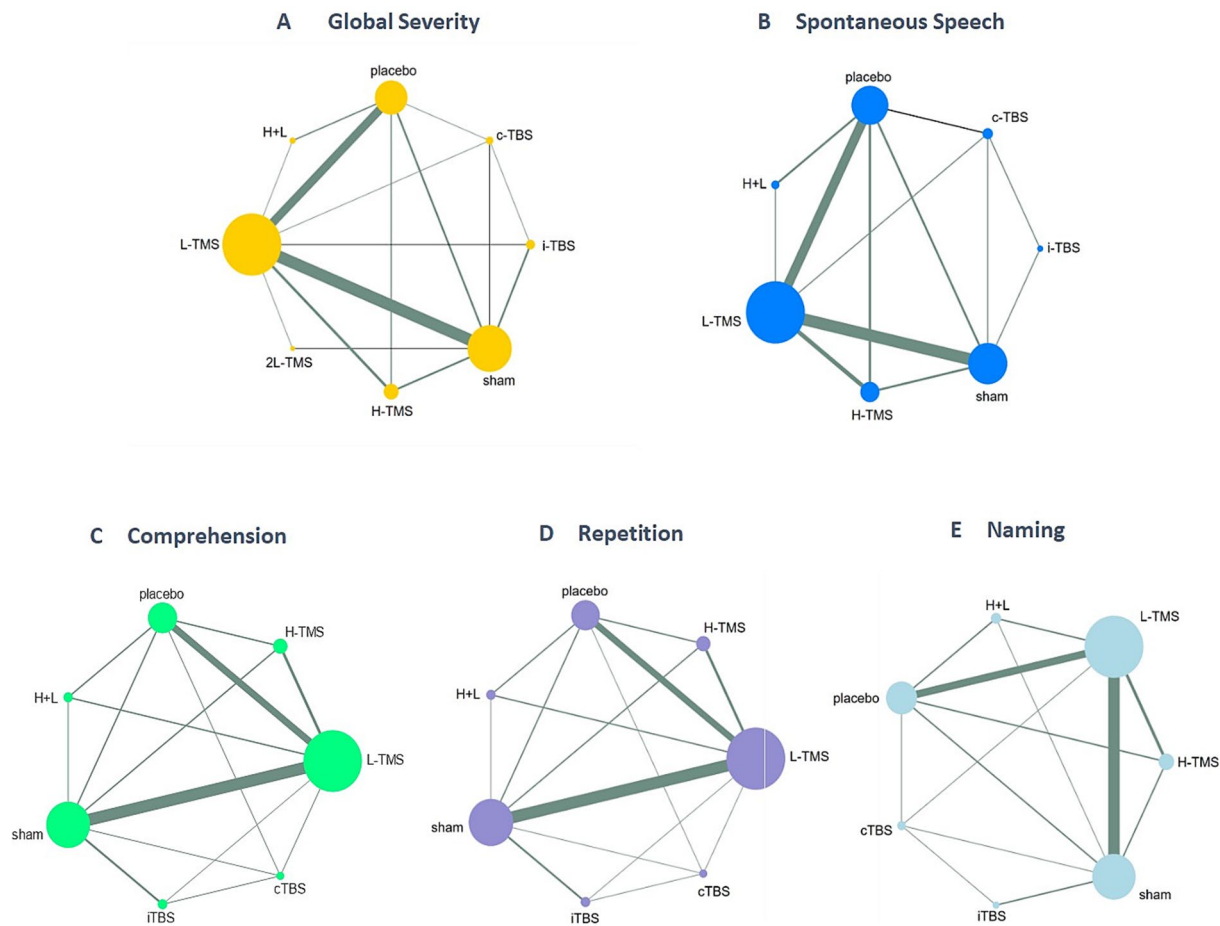 A Global Severity
placebo
H+L
c-TBS
L-TMS
i-TBS
2L-TMS
sham
H-TMS
B Spontaneous Speech
placebo
c-TBS
H+L
i-TBS
L-TMS
sham
H-TMS
C Comprehension
placebo
H-TMS
H+L
L-TMS
sham
cTBS
iTBS
D Repetition
placebo
H-TMS
H+L
L-TMS
sham
cTBS
iTBS
E Naming
H+L
L-TMS
placebo
H-TMS
cTBS
sham
iTBS